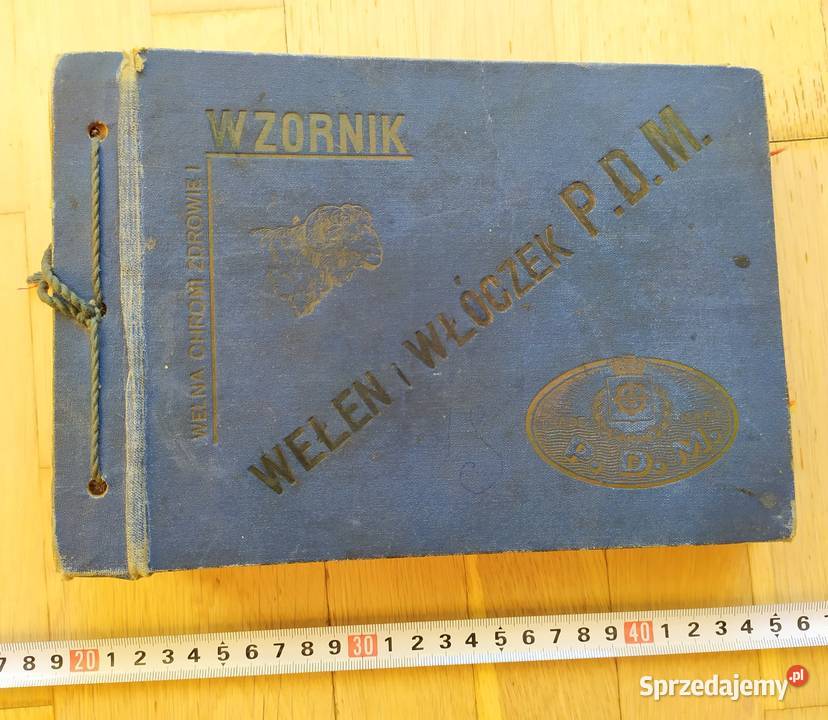 WZORNIK
WEŁNA CHRONI ZDROWIE !
WEŁEN i WŁÓCZEK P.D.M.
P. D. M.
7 8 9 20 1 2 3 4 5 6 7 8 9 30 1 2 3 4 5 6 7 8 9 40 1 2 3 4 5 6 7
Sprzedajemy.pl